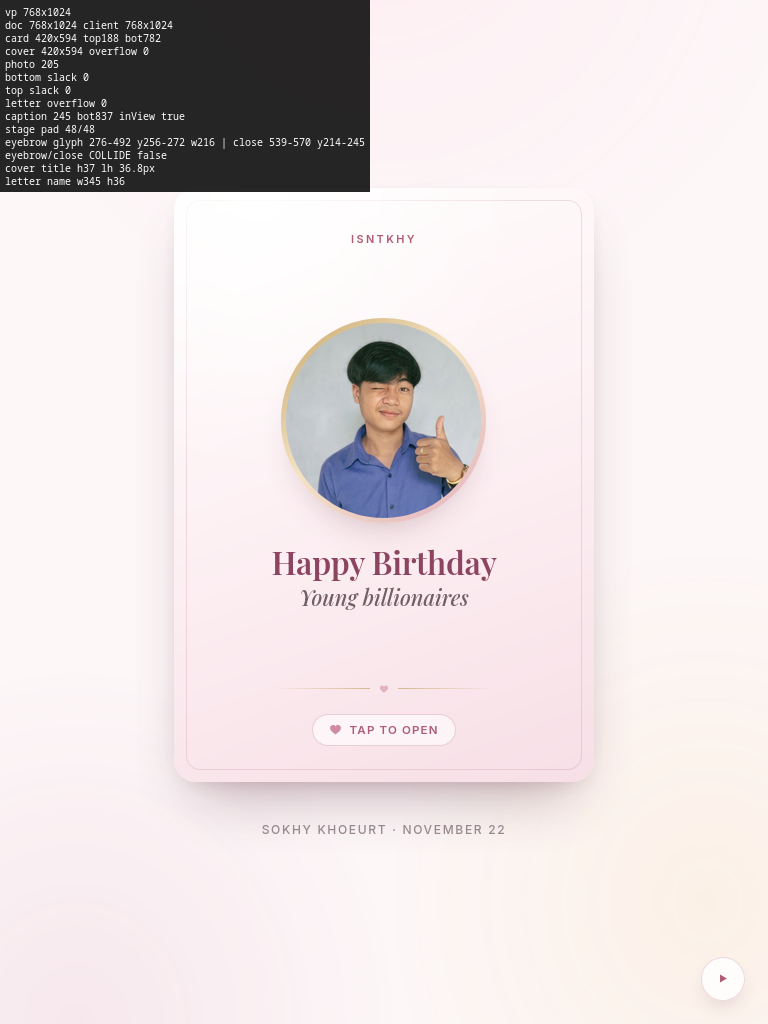 vp 768x1024
doc 768x1024 client 768x1024
card 420x594 top188 bot782
cover 420x594 overflow 0
photo 205
bottom slack 0
top slack 0
letter overflow 0
caption 245 bot837 inView true
stage pad 48/48
eyebrow glyph 276-492 y256-272 w216 | close 539-570 y214-245
eyebrow/close COLLIDE false
cover title h37 lh 36.8px
letter name w345 h36
ISNTKHY
Happy Birthday
Young billionaires
TAP TO OPEN
SOKHY KHOEURT · NOVEMBER 22